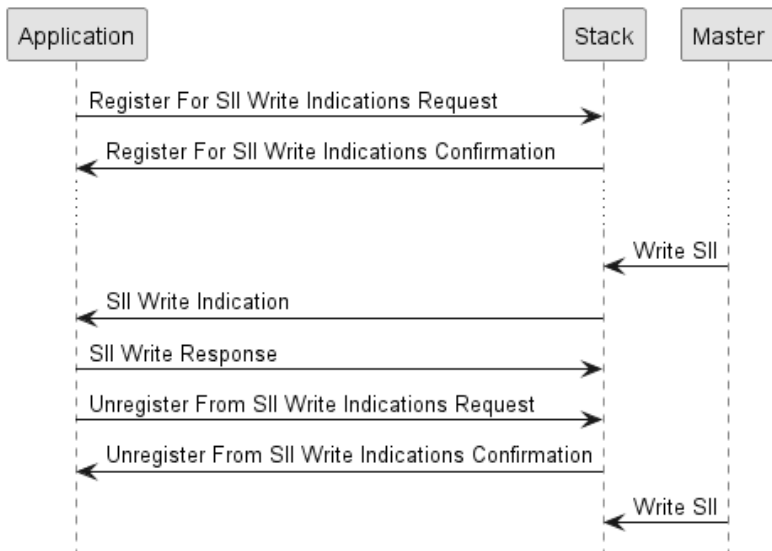 Application Stack Master
Register For SII Write Indications Request
Register For SII Write Indications Confirmation
Write SII
SII Write Indication
SII Write Response
Unregister From SII Write Indications Request
Unregister From SII Write Indications Confirmation
Write SII